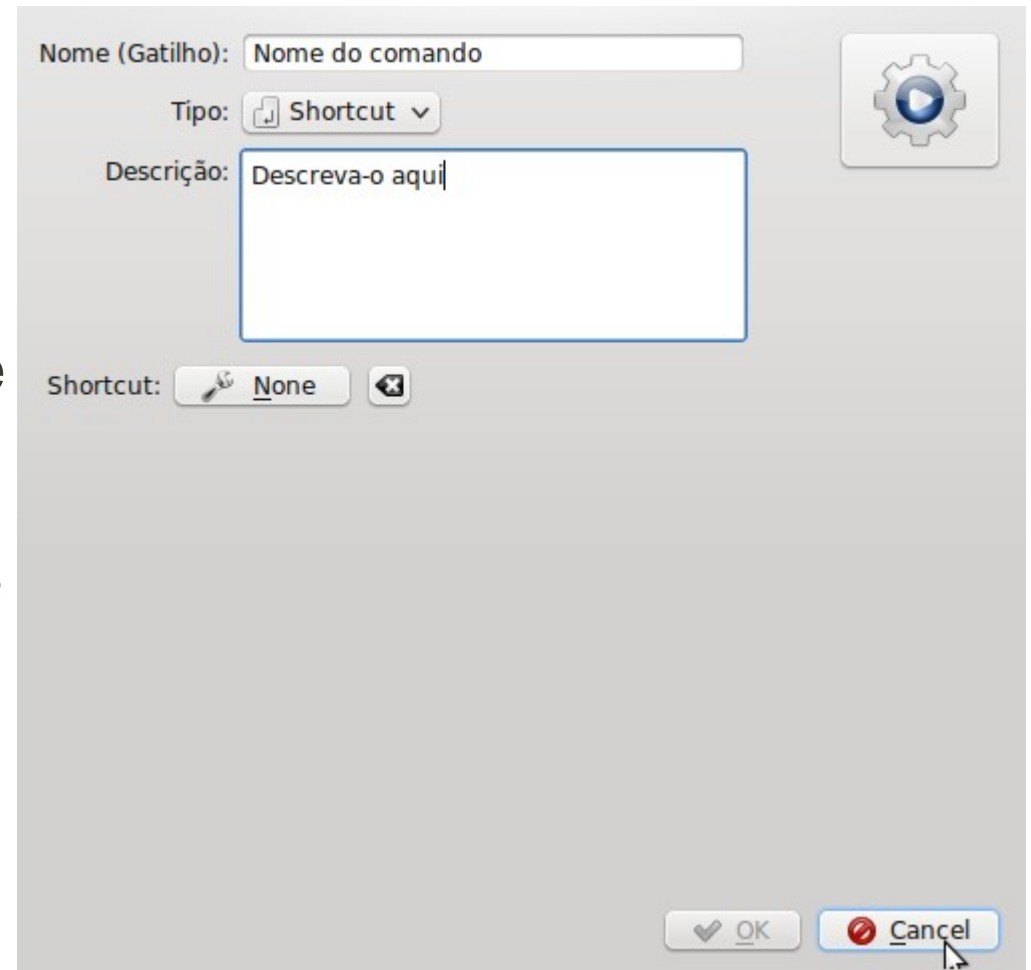 Nome (Gatilho): Nome do comando
Tipo: Shortcut
Descrição: Descreva-o aqui
Shortcut: None
OK Cancel